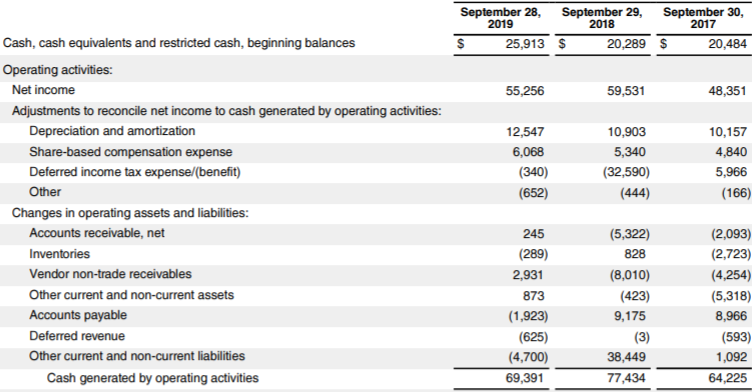 September 28, 2019 September 29, 2018 September 30, 2017
Cash, cash equivalents and restricted cash, beginning balances $ 25,913 $ 20,289 $ 20,484
Operating activities:
Net income 55,256 59,531 48,351
Adjustments to reconcile net income to cash generated by operating activities:
Depreciation and amortization 12,547 10,903 10,157
Share-based compensation expense 6,068 5,340 4,840
Deferred income tax expense/(benefit) (340) (32,590) 5,966
Other (652) (444) (166)
Changes in operating assets and liabilities:
Accounts receivable, net 245 (5,322) (2,093)
Inventories (289) 828 (2,723)
Vendor non-trade receivables 2,931 (8,010) (4,254)
Other current and non-current assets 873 (423) (5,318)
Accounts payable (1,923) 9,175 8,966
Deferred revenue (625) (3) (593)
Other current and non-current liabilities (4,700) 38,449 1,092
Cash generated by operating activities 69,391 77,434 64,225